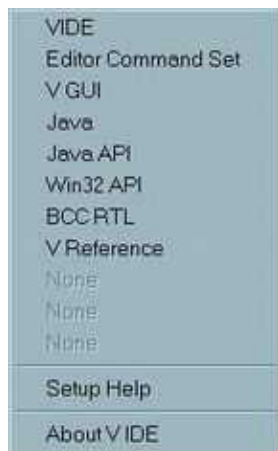 VIDE
Editor Command Set
V GUI
Java
Java API
Win32 API
BCC RTL
V Reference
None
None
None
Setup Help
About V IDE